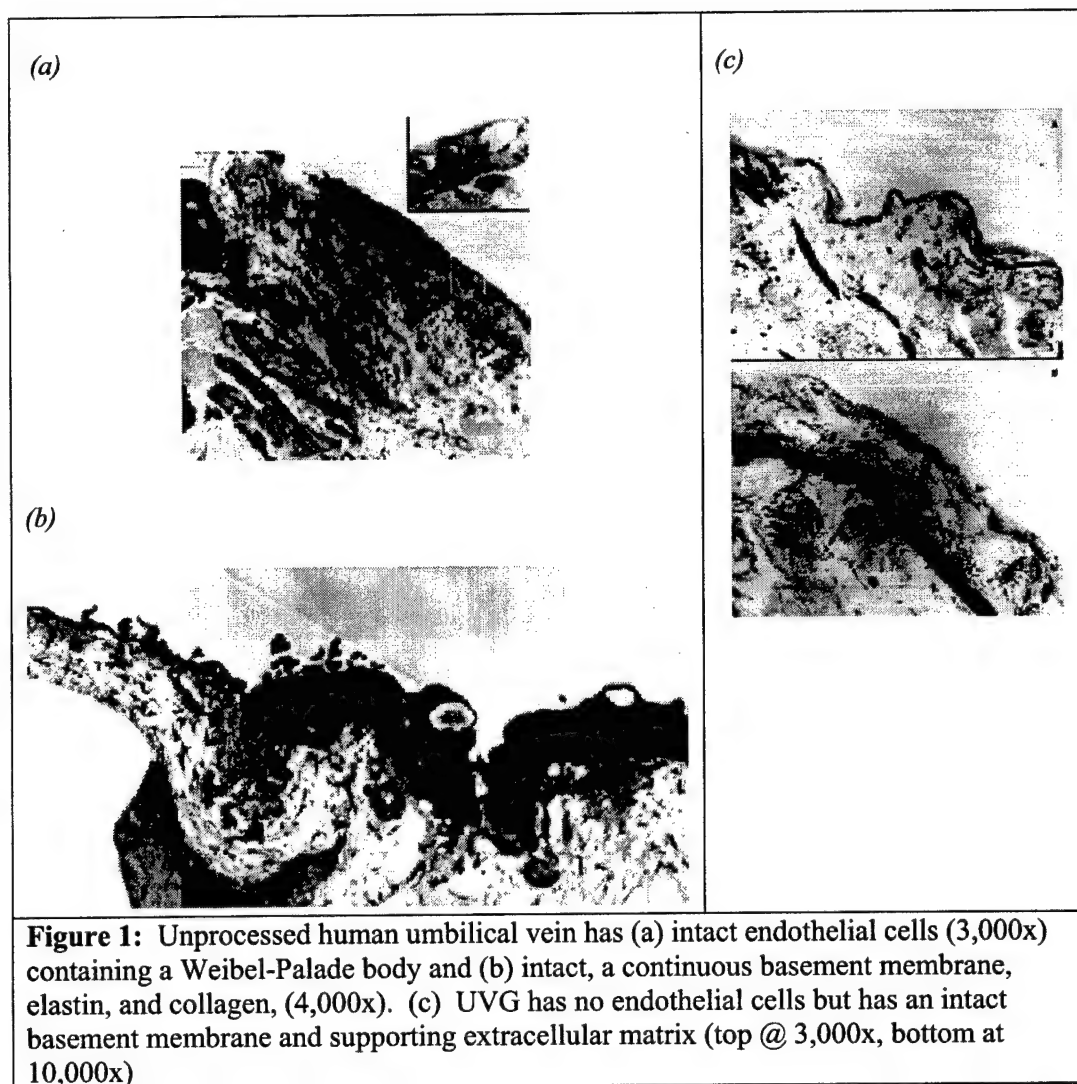 (a)
(c)
(b)
Figure 1: Unprocessed human umbilical vein has (a) intact endothelial cells (3,000x)
containing a Weibel-Palade body and (b) intact, a continuous basement membrane,
elastin, and collagen, (4,000x). (c) UVG has no endothelial cells but has an intact
basement membrane and supporting extracellular matrix (top @ 3,000x, bottom at
10,000x)